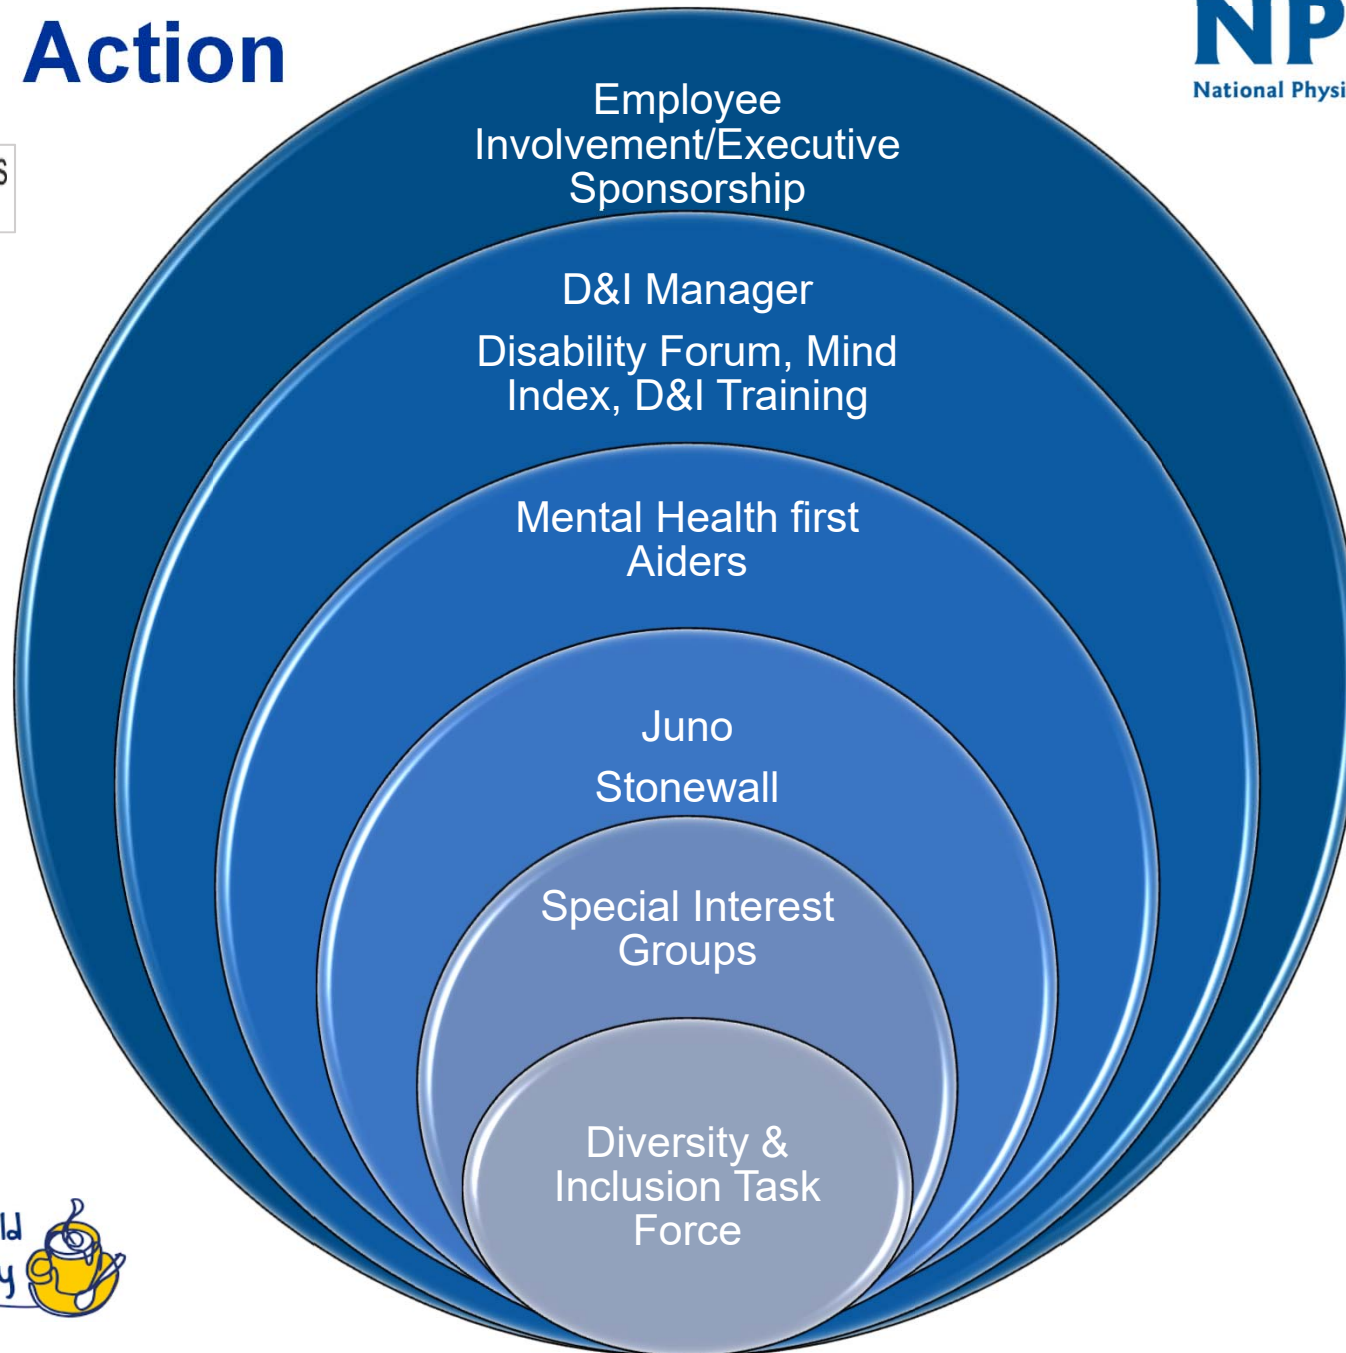 Action
NP
National Physi
s
Employee
Involvement/Executive
Sponsorship
D&I Manager
Disability Forum, Mind
Index, D&I Training
Mental Health first
Aiders
Juno
Stonewall
Special Interest
Groups
Diversity &
Inclusion Task
Force
ld
y